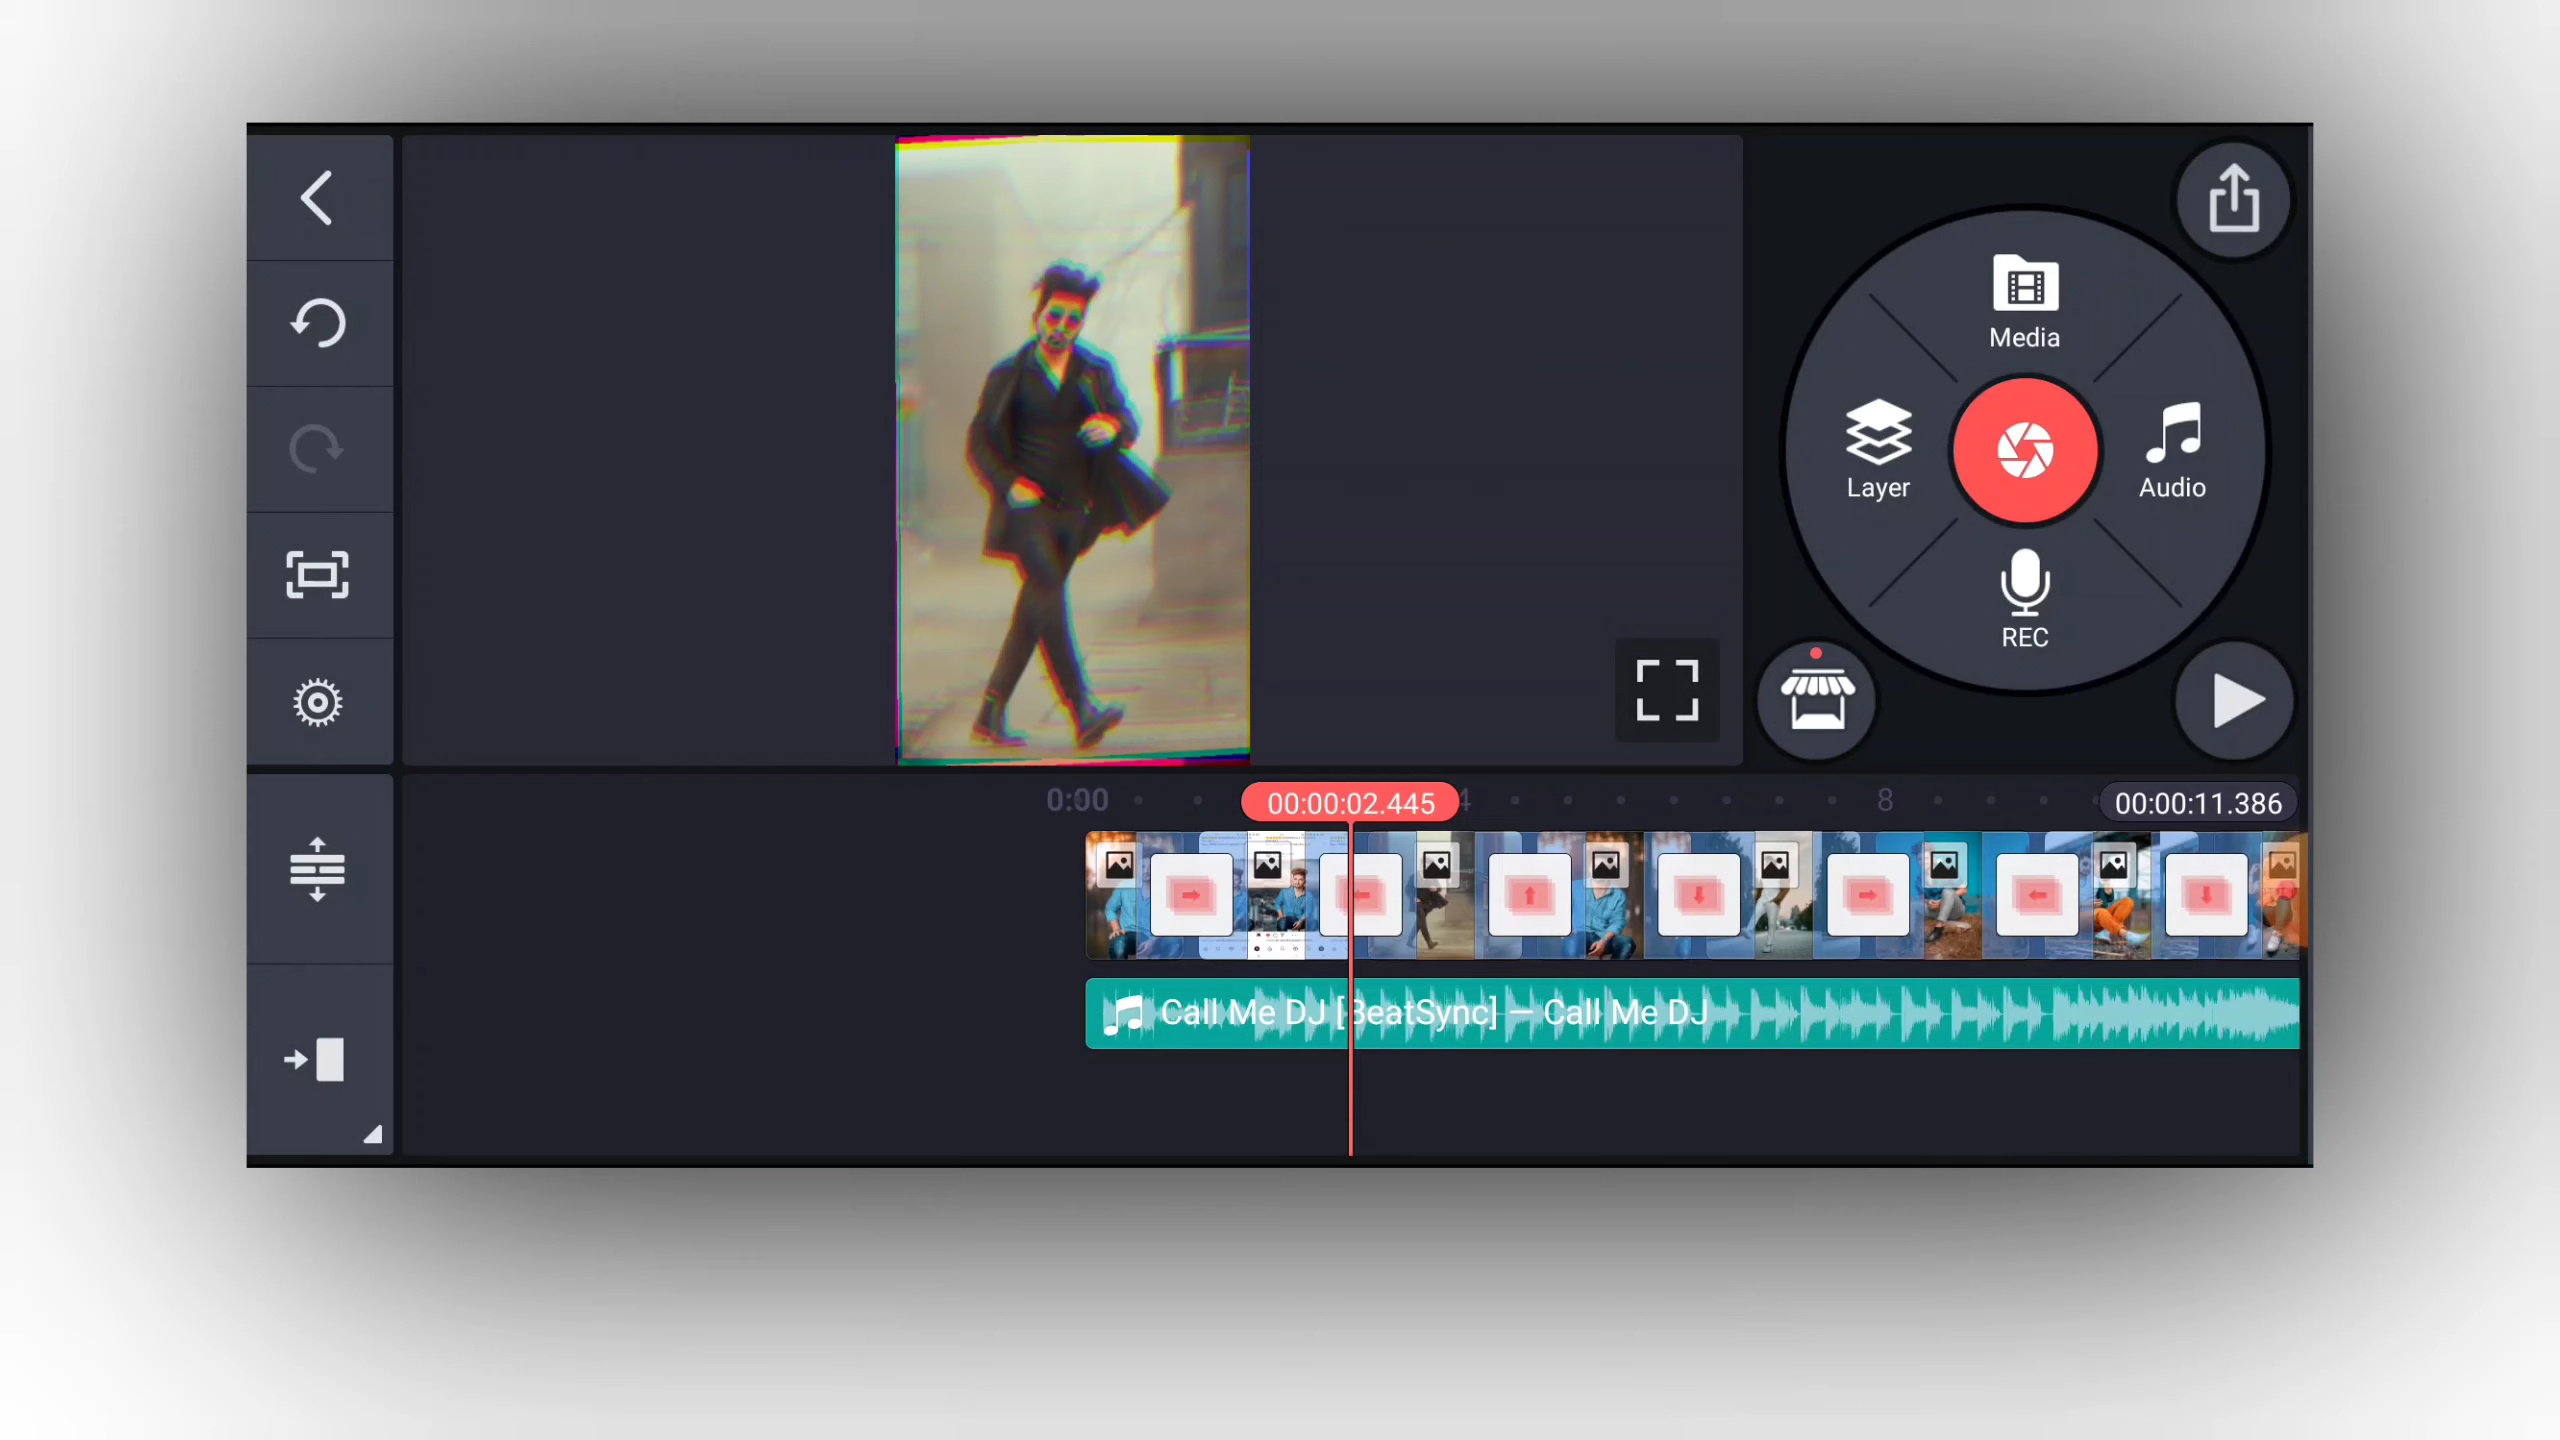 Media
Layer
Audio
REC
0:00
00:00:02.445
4
8
00:00:11.386
Call Me DJ [BeatSync] — Call Me DJ